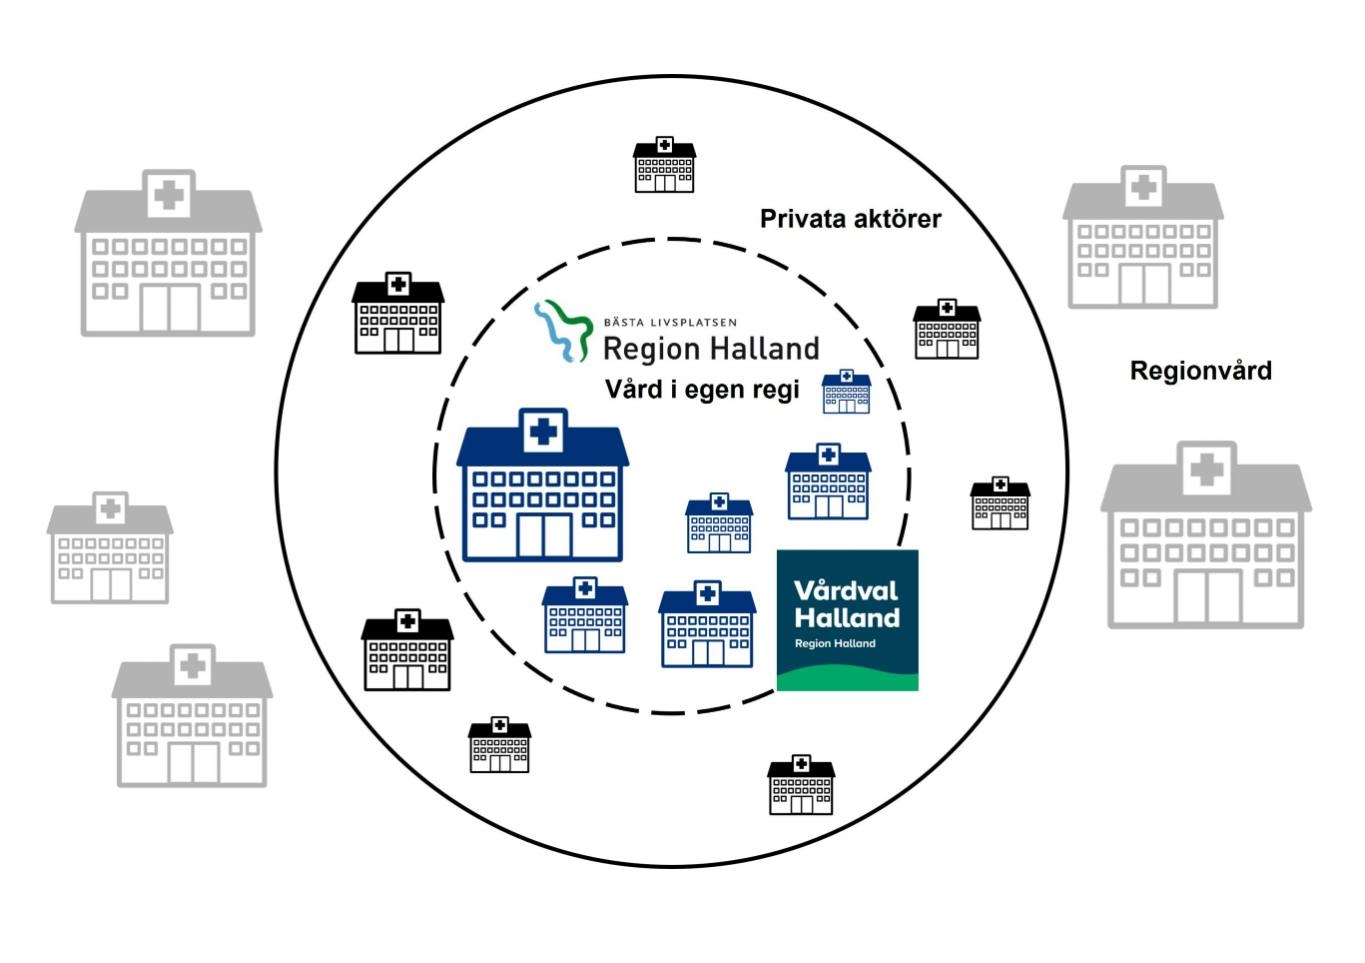 Privata aktörer
BÄSTA LIVSPLATSEN
Region Halland
Vård i egen regi
Regionvård
Vårdval
Halland
Region Halland